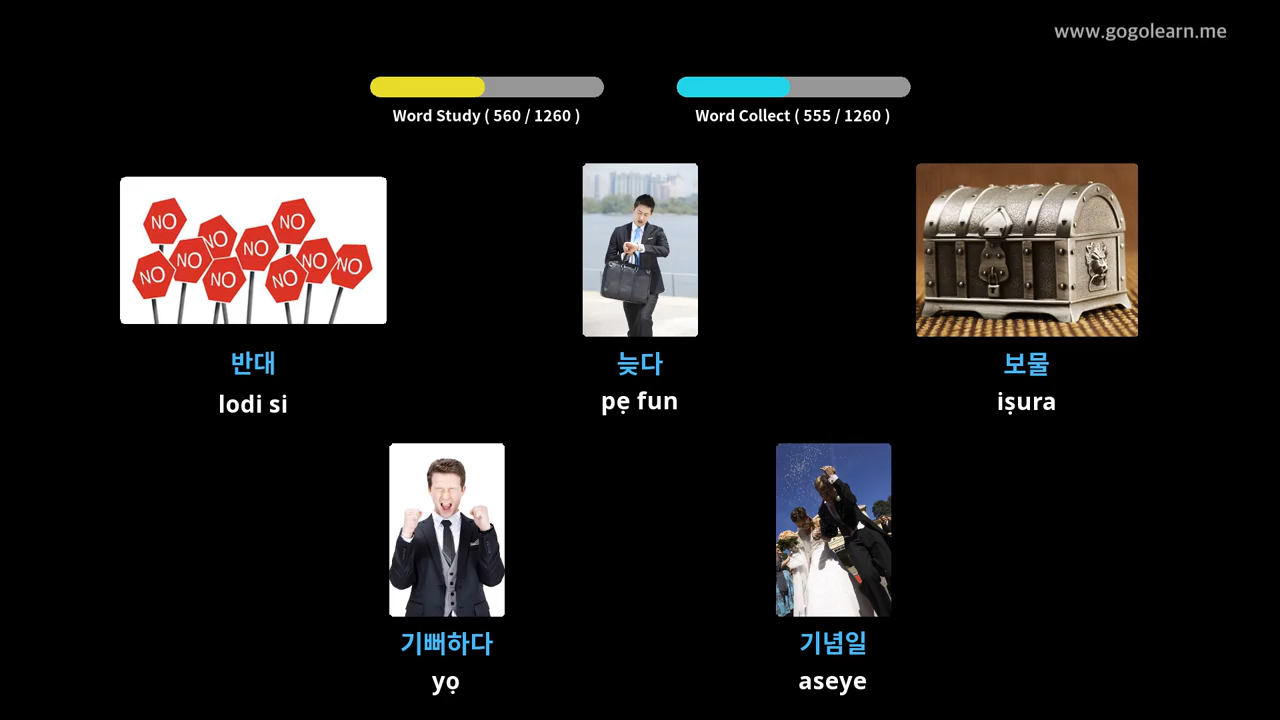 www.gogolearn.me
Word Study ( 560 / 1260 )
Word Collect ( 555 / 1260 )
NO
NO
NO
NO
NO
NO
NO
NO
NO
NO
반대
lodi si
늦다
pẹ fun
보물
iṣura
기뻐하다
yọ
기념일
aseye